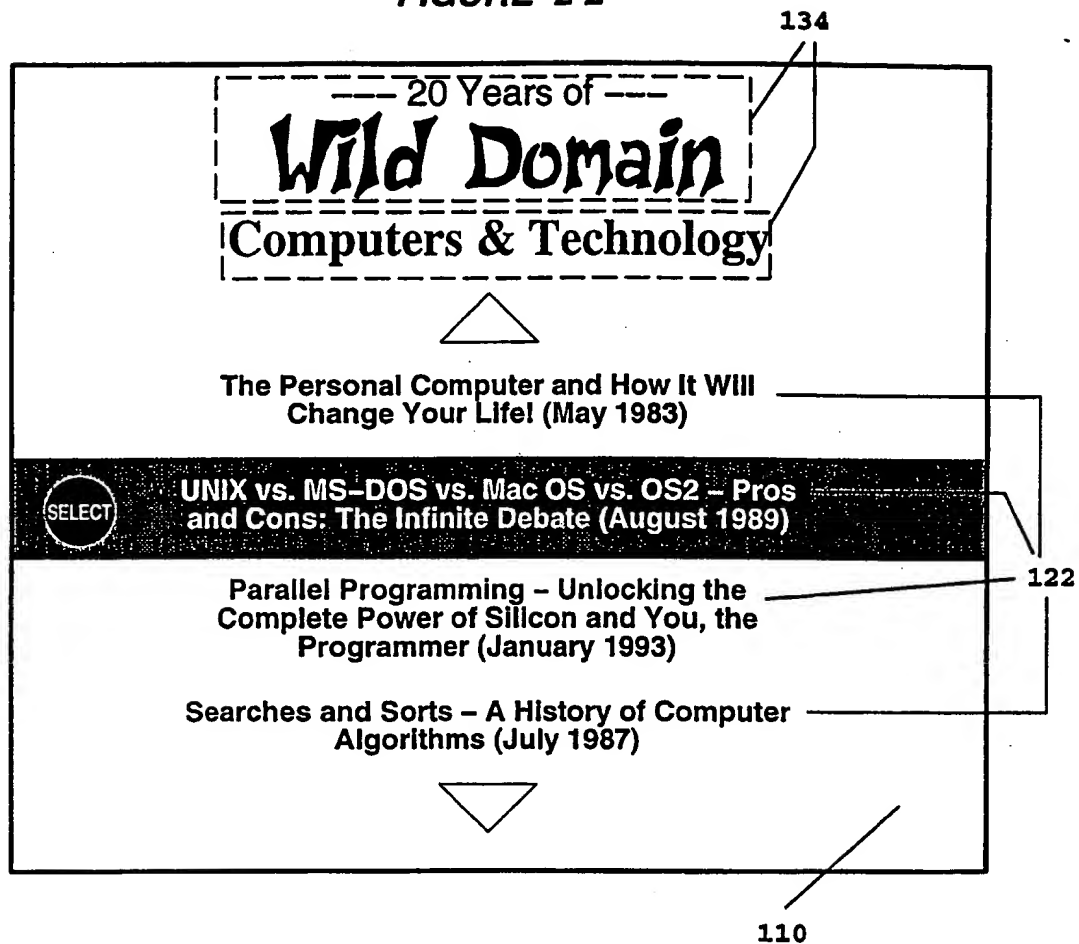 134
--- 20 Years of ---
Wild Domain
Computers & Technology
The Personal Computer and How It Will
Change Your Life! (May 1983)
SELECT
UNIX vs. MS-DOS vs. Mac OS vs. OS2 – Pros
and Cons: The Infinite Debate (August 1989)
122
Parallel Programming – Unlocking the
Complete Power of Silicon and You, the
Programmer (January 1993)
Searches and Sorts – A History of Computer
Algorithms (July 1987)
110